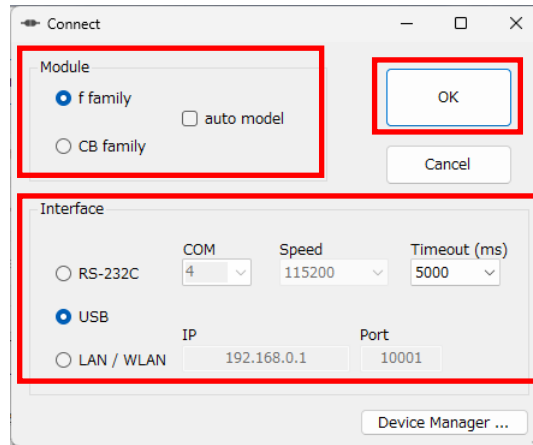 Connect
Module
f family
auto model
CB family
OK
Cancel
Interface
COM Speed Timeout (ms)
RS-232C 4 115200 5000
USB
IP Port
LAN / WLAN 192.168.0.1 10001
Device Manager ...